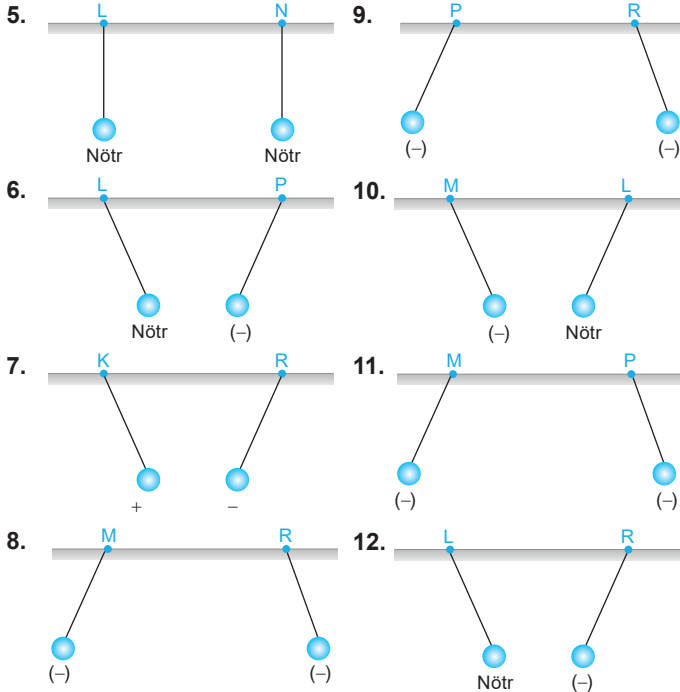 5.
L N
Nötr Nötr
6.
L P
Nötr (–)
7.
K R
+ –
8.
M R
(–) (–)
9.
P R
(–) (–)
10.
M L
(–) Nötr
11.
M P
(–) (–)
12.
L R
Nötr (–)